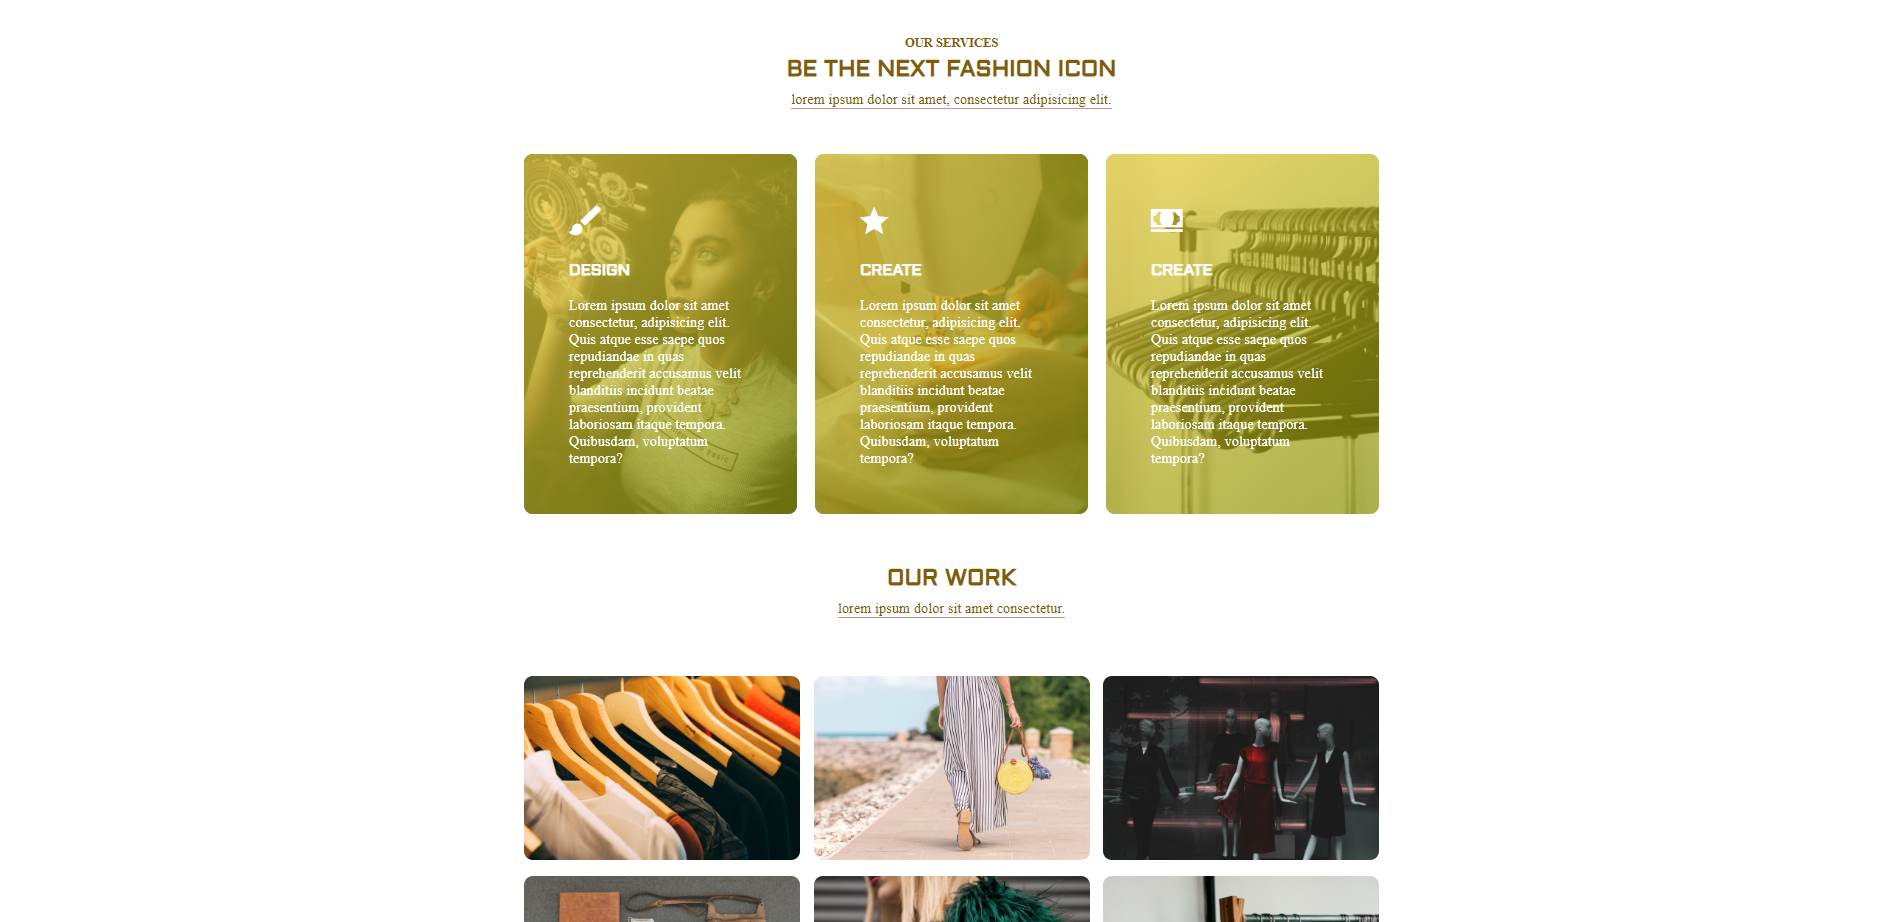 OUR SERVICES
BE THE NEXT FASHION ICON
lorem ipsum dolor sit amet, consectetur adipisicing elit.
DESIGN
Lorem ipsum dolor sit amet
consectetur, adipisicing elit.
Quis atque esse saepe quos
repudiandae in quas
reprehenderit accusamus velit
blanditiis incidunt beatae
praesentium, provident
laboriosam itaque tempora.
Quibusdam, voluptatum
tempora?
basic
CREATE
Lorem ipsum dolor sit amet
consectetur, adipisicing elit.
Quis atque esse saepe quos
repudiandae in quas
reprehenderit accusamus velit
blanditiis incidunt beatae
praesentium, provident
laboriosam itaque tempora.
Quibusdam, voluptatum
tempora?
CREATE
Lorem ipsum dolor sit amet
consectetur, adipisicing elit.
Quis atque esse saepe quos
repudiandae in quas
reprehenderit accusamus velit
blanditiis incidunt beatae
praesentium, provident
laboriosam itaque tempora.
Quibusdam, voluptatum
tempora?
OUR WORK
lorem ipsum dolor sit amet consectetur.